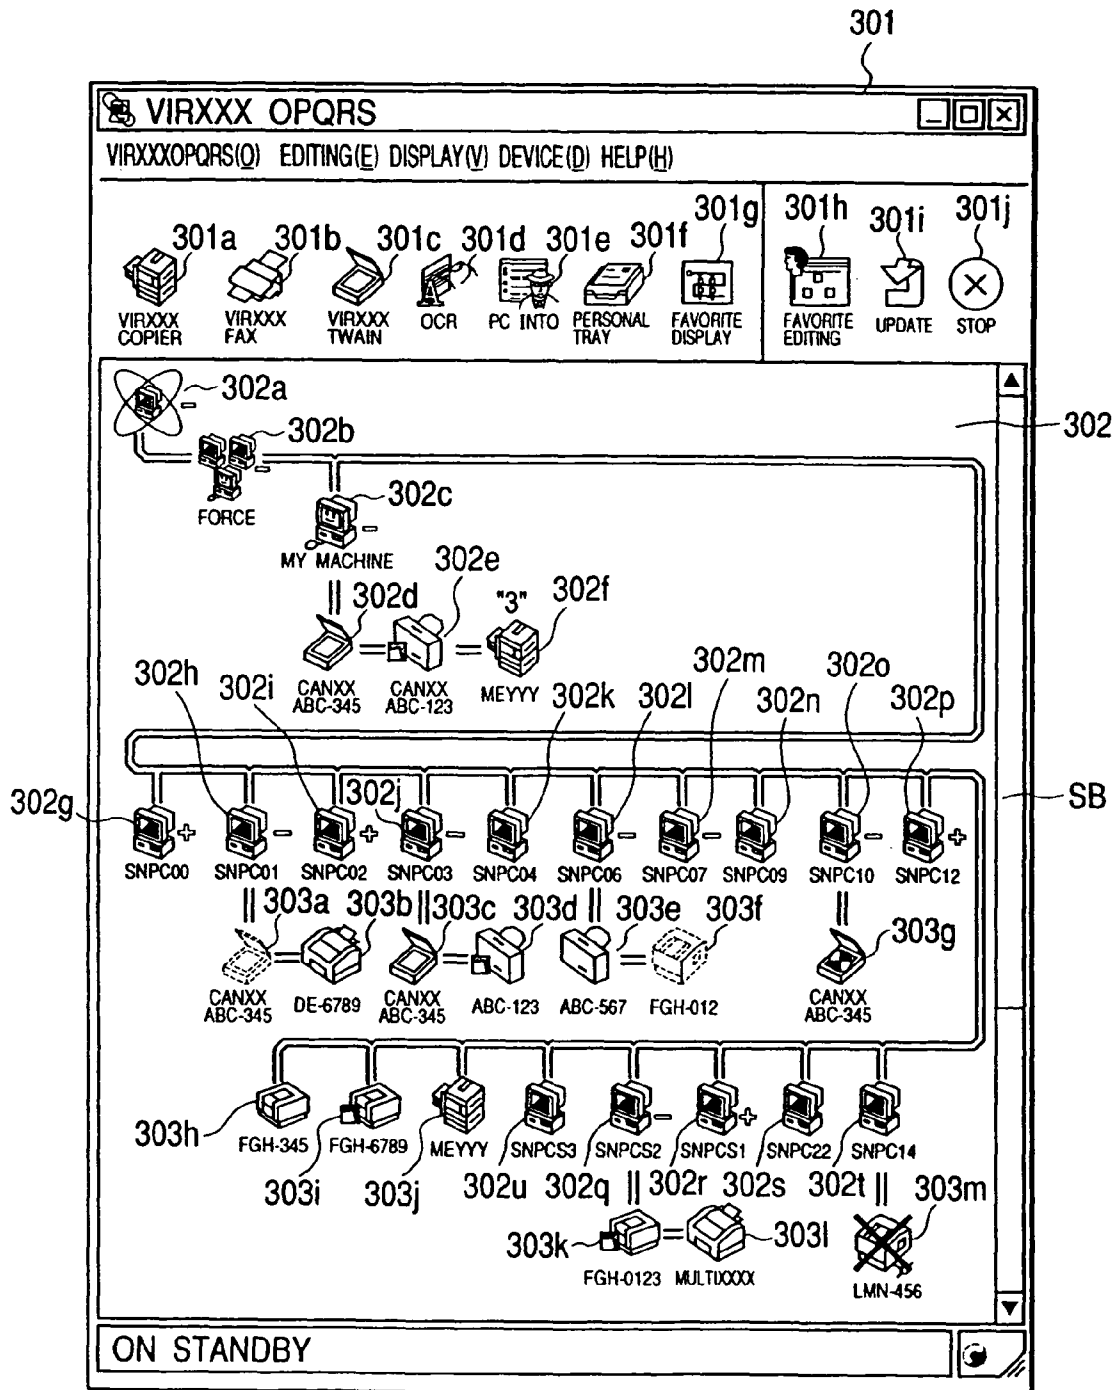 301
VIRXXX OPQRS
VIRXXXOPQRS(O) EDITING(E) DISPLAY(V) DEVICE(D) HELP(H)
301a 301b 301c 301d 301e 301f 301g 301h 301i 301j
VIRXXX COPIER
VIRXXX FAX
VIRXXX TWAIN
OCR
PC INTO
PERSONAL TRAY
FAVORITE DISPLAY
FAVORITE EDITING
UPDATE
STOP
302a
302b
302
FORCE
302c
MY MACHINE
302d 302e "3" 302f
CANXX ABC-345
CANXX ABC-123
MEYYY
302h 302i 302k 302l 302m 302n 302o 302p
302g 302j SB
SNPC00 SNPC01 SNPC02 SNPC03 SNPC04 SNPC06 SNPC07 SNPC09 SNPC10 SNPC12
303a 303b 303c 303d 303e 303f 303g
CANXX ABC-345
DE-6789
CANXX ABC-345
ABC-123
ABC-567
FGH-012
CANXX ABC-345
303h FGH-345 FGH-6789 MEYYY SNPCS3 SNPCS2 SNPCS1 SNPC22 SNPC14
303i 303j 302u 302q 302r 302s 302t 303m
303k 303l
FGH-0123 MULTIXXXX LMN-456
ON STANDBY